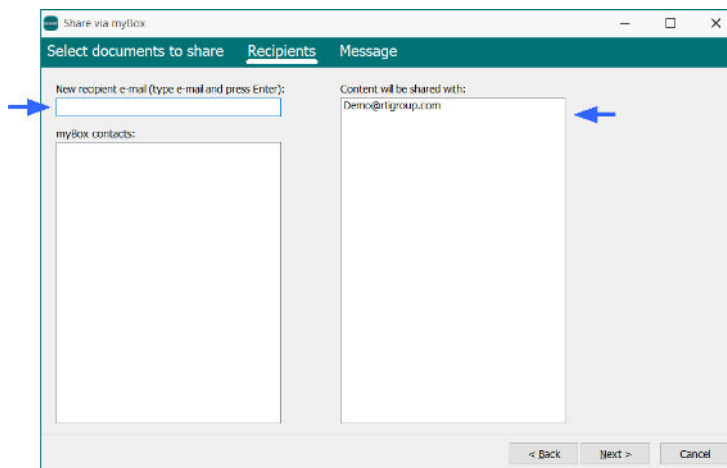 Share via myBox
Select documents to share Recipients Message
New recipient e-mail (type e-mail and press Enter):
Content will be shared with:
Demo@rtigroup.com
myBox contacts:
< Back Next > Cancel